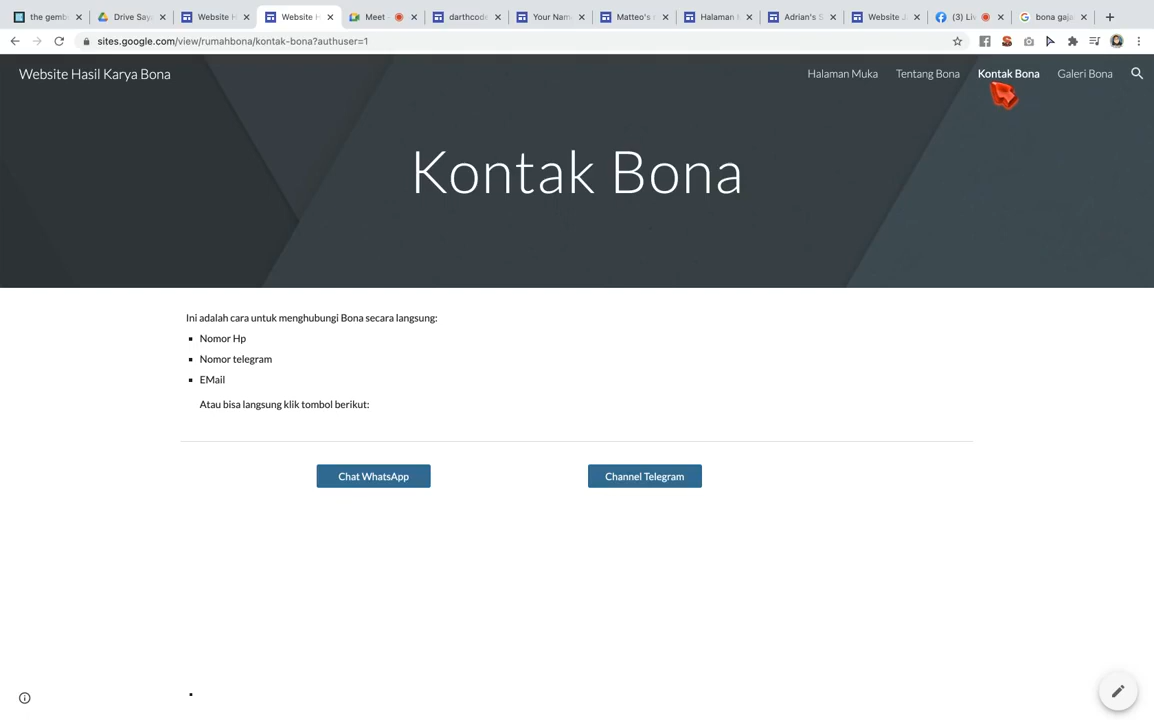 the gemb
Drive Say
Website H
Website H
Meet
darthcode
Your Nam
Matteo's
Halaman
Adrian's S
Website J
(3) Liv
bona gaja
sites.google.com/view/rumahbona/kontak-bona?authuser=1
Website Hasil Karya Bona
Halaman Muka
Tentang Bona
Kontak Bona
Galeri Bona
Kontak Bona
Ini adalah cara untuk menghubungi Bona secara langsung:
Nomor Hp
Nomor telegram
EMail
Atau bisa langsung klik tombol berikut:
Chat WhatsApp
Channel Telegram